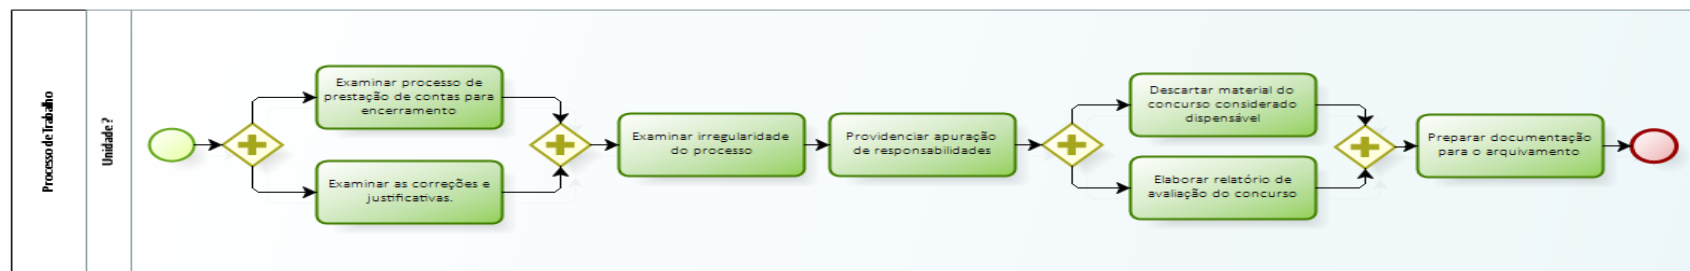 Processo de Trabalho
Unidade ?
Examinar processo de
prestação de contas para
encerramento
Examinar as correções e
justificativas.
Examinar irregularidade
do processo
Providenciar apuração
de responsabilidades
Descartar material do
concurso considerado
dispensável
Elaborar relatório de
avaliação do concurso
Preparar documentação
para o arquivamento